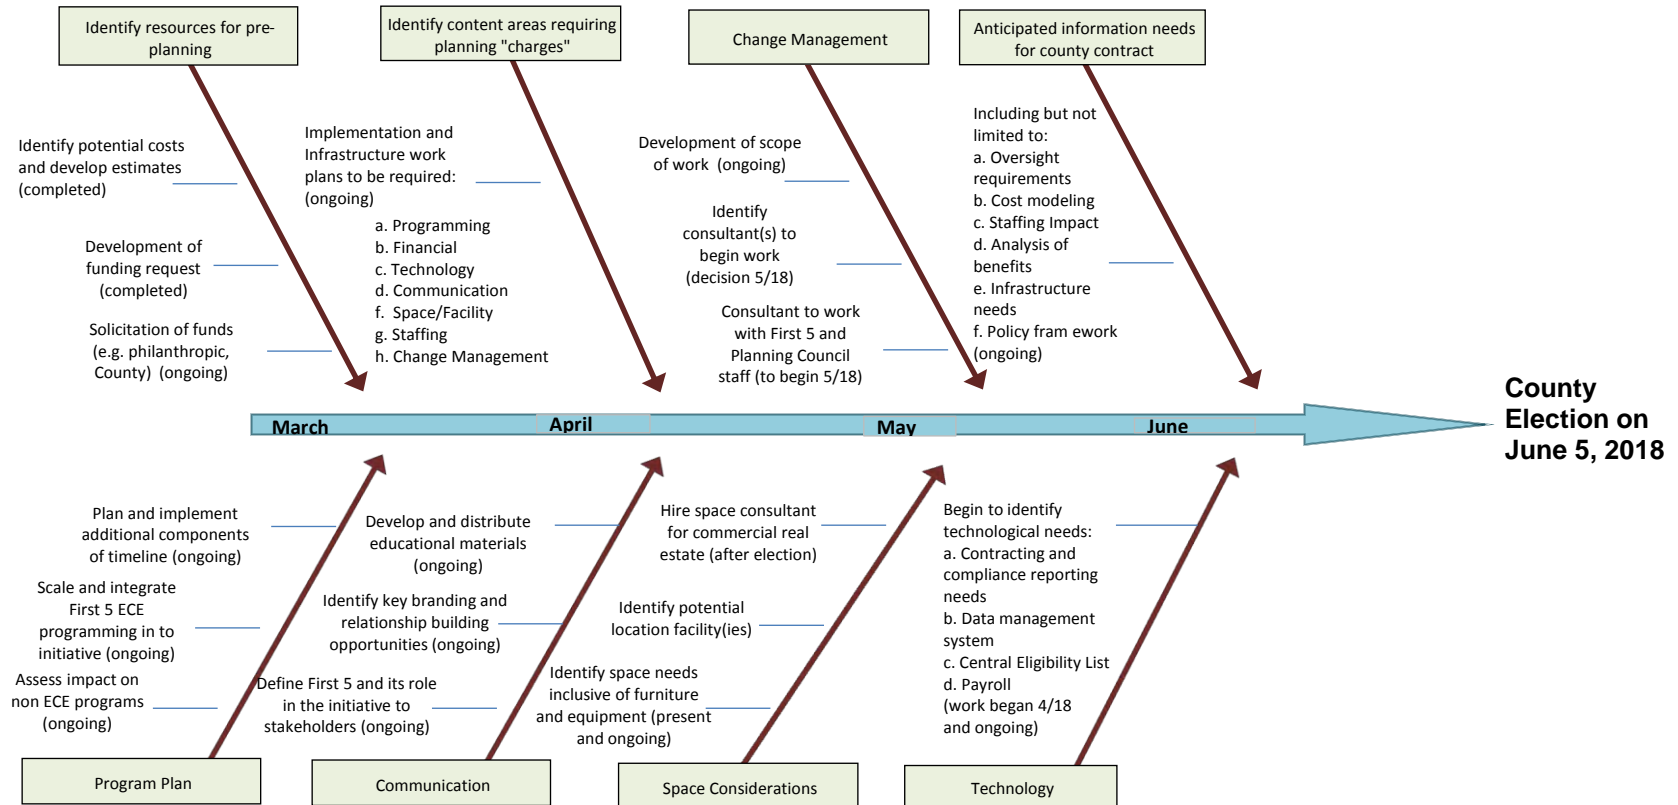 Identify resources for pre-
planning
Identify content areas requiring
planning "charges"
Change Management
Anticipated information needs
for county contract
Identify potential costs
and develop estimates
(completed)
Development of
funding request
(completed)
Solicitation of funds
(e.g. philanthropic,
County)  (ongoing)
Implementation and
Infrastructure work
plans to be required:
(ongoing)
a. Programming
b. Financial
c. Technology
d. Communication
f.  Space/Facility
g. Staffing
h. Change Management
Development of scope
of work  (ongoing)
Identify
consultant(s) to
begin work
(decision 5/18)
Consultant to work
with First 5 and
Planning Council
staff (to begin 5/18)
Including but not
limited to:
a. Oversight
requirements
b. Cost modeling
c. Staffing Impact
d. Analysis of
benefits
e. Infrastructure
needs
f. Policy fram ework
(ongoing)
March
April
May
June
County
Election on
June 5, 2018
Plan and implement
additional components
of timeline (ongoing)
Scale and integrate
First 5 ECE
programming in to
initiative (ongoing)
Assess impact on
non ECE programs
(ongoing)
Develop and distribute
educational materials
(ongoing)
Identify key branding and
relationship building
opportunities (ongoing)
Define First 5 and its role
in the initiative to
stakeholders (ongoing)
Hire space consultant
for commercial real
estate (after election)
Identify potential
location facility(ies)
Identify space needs
inclusive of furniture
and equipment (present
and ongoing)
Begin to identify
technological needs:
a. Contracting and
compliance reporting
needs
b. Data management
system
c. Central Eligibility List
d. Payroll
(work began 4/18
and ongoing)
Program Plan
Communication
Space Considerations
Technology